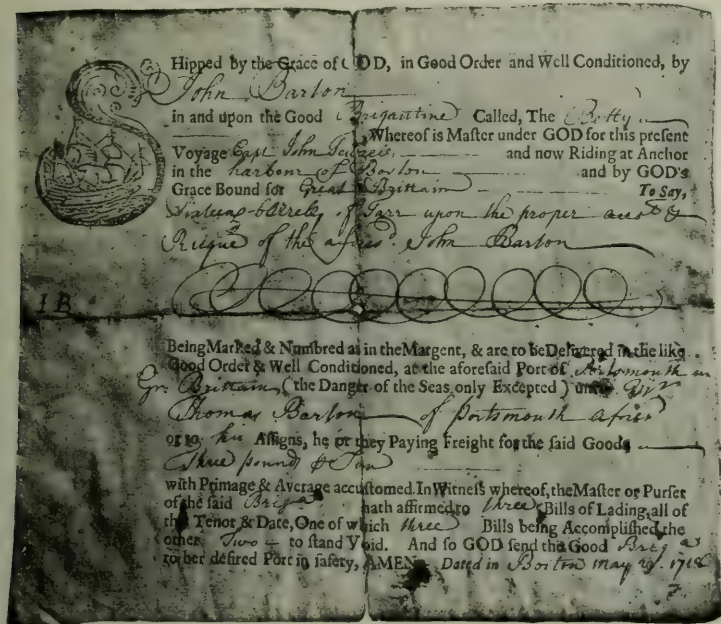 SHipped by the Grace of GOD, in Good Order and Well Conditioned, by
John Barton
in and upon the Good Brigantine Called, The Betty
Whereof is Maſter under GOD for this preſent
Voyage Capt John and now Riding at Anchor
in the harbour of Boston and by GOD's
Grace Bound for Great Brittain To Say,
Sixteen barrels of Tarr upon the proper accot &
Risque of the aforesd. John Barton
I B
Being Marked & Numbred as in the Margent, & are to be Delivered in the like
Good Order & Well Conditioned, at the aforeſaid Port of Portsmouth in
Gr. Brittain (the Danger of the Seas only Excepted) unto
Thomas Barton of portsmouth aforesd
or to his Aſſigns, he or they Paying Freight for the ſaid Goods
Three pounds Tun
with Primage & Average accuſtomed. In Witneſs whereof, the Maſter or Purſer
of the ſaid Briga hath affirmed to three Bills of Lading, all of
this Tenor & Date, One of which three Bills being Accompliſhed, the
other Two to ſtand Void. And ſo GOD ſend the Good Briga
to her deſired Port in ſafety, AMEN. Dated in Boston may 1718